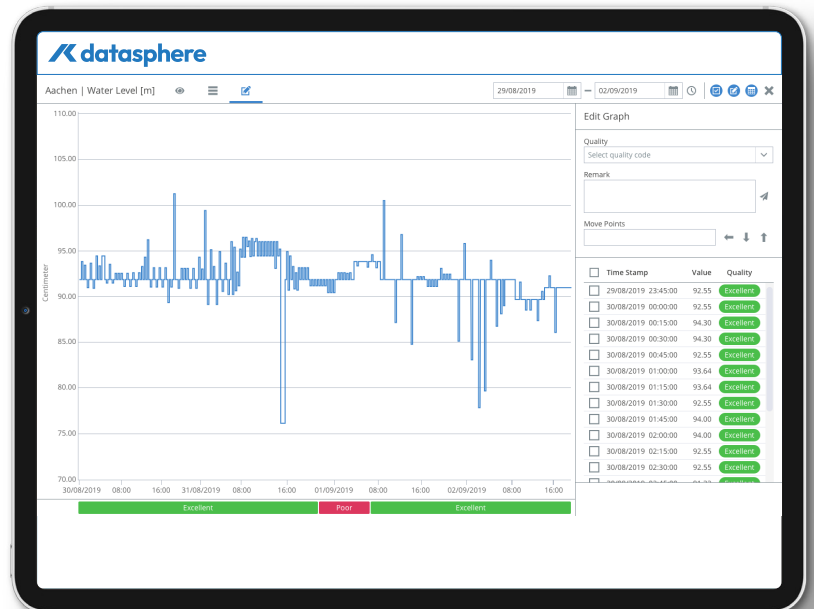 datasphere
Aachen | Water Level [m]
29/08/2019 – 02/09/2019
Edit Graph
Quality
Select quality code
Remark
Move Points
110.00
105.00
100.00
95.00
90.00
85.00
80.00
75.00
70.00
Centimeter
30/08/2019 08:00 16:00 31/08/2019 08:00 16:00 01/09/2019 08:00 16:00 02/09/2019 08:00 16:00
Excellent Poor Excellent
Time Stamp Value Quality
29/08/2019 23:45:00 92.55 Excellent
30/08/2019 00:00:00 92.55 Excellent
30/08/2019 00:15:00 94.30 Excellent
30/08/2019 00:30:00 94.30 Excellent
30/08/2019 00:45:00 92.55 Excellent
30/08/2019 01:00:00 93.64 Excellent
30/08/2019 01:15:00 93.64 Excellent
30/08/2019 01:30:00 92.55 Excellent
30/08/2019 01:45:00 94.00 Excellent
30/08/2019 02:00:00 94.00 Excellent
30/08/2019 02:15:00 92.55 Excellent
30/08/2019 02:30:00 92.55 Excellent